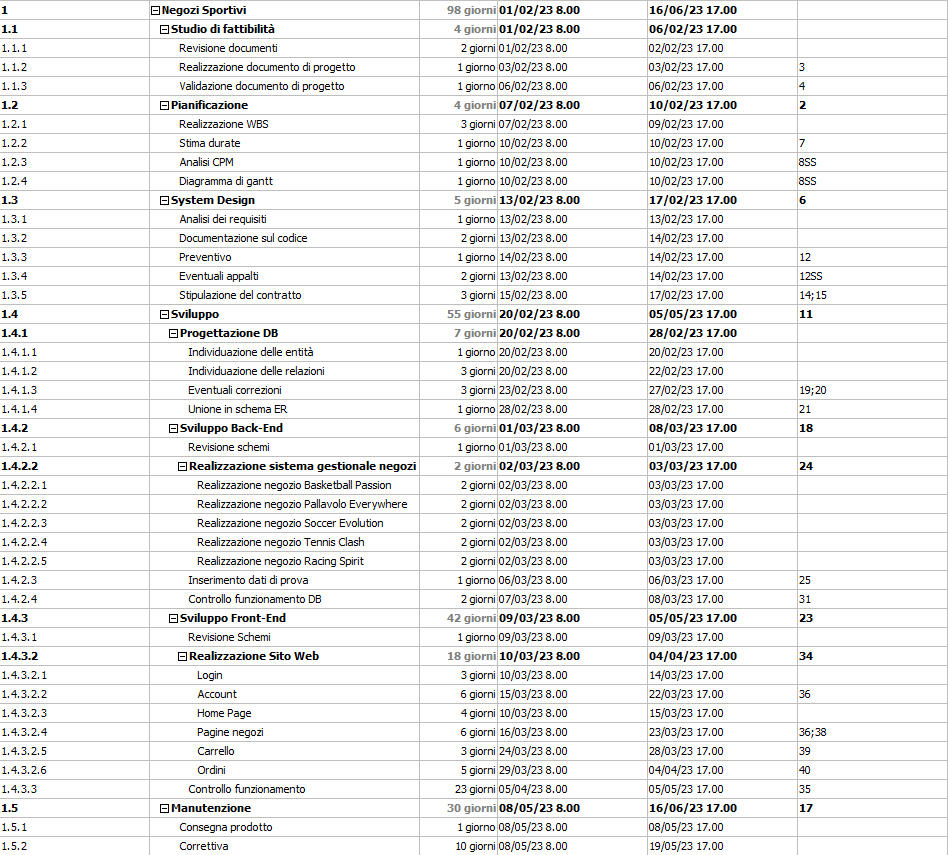 1 Negozi Sportivi 98 giorni 01/02/23 8.00 16/06/23 17.00
1.1 Studio di fattibilità 4 giorni 01/02/23 8.00 06/02/23 17.00
1.1.1 Revisione documenti 2 giorni 01/02/23 8.00 02/02/23 17.00
1.1.2 Realizzazione documento di progetto 1 giorno 03/02/23 8.00 03/02/23 17.00 3
1.1.3 Validazione documento di progetto 1 giorno 06/02/23 8.00 06/02/23 17.00 4
1.2 Pianificazione 4 giorni 07/02/23 8.00 10/02/23 17.00 2
1.2.1 Realizzazione WBS 3 giorni 07/02/23 8.00 09/02/23 17.00
1.2.2 Stima durate 1 giorno 10/02/23 8.00 10/02/23 17.00 7
1.2.3 Analisi CPM 1 giorno 10/02/23 8.00 10/02/23 17.00 8SS
1.2.4 Diagramma di gantt 1 giorno 10/02/23 8.00 10/02/23 17.00 8SS
1.3 System Design 5 giorni 13/02/23 8.00 17/02/23 17.00 6
1.3.1 Analisi dei requisiti 1 giorno 13/02/23 8.00 13/02/23 17.00
1.3.2 Documentazione sul codice 2 giorni 13/02/23 8.00 14/02/23 17.00
1.3.3 Preventivo 1 giorno 14/02/23 8.00 14/02/23 17.00 12
1.3.4 Eventuali appalti 2 giorni 13/02/23 8.00 14/02/23 17.00 12SS
1.3.5 Stipulazione del contratto 3 giorni 15/02/23 8.00 17/02/23 17.00 14;15
1.4 Sviluppo 55 giorni 20/02/23 8.00 05/05/23 17.00 11
1.4.1 Progettazione DB 7 giorni 20/02/23 8.00 28/02/23 17.00
1.4.1.1 Individuazione delle entità 1 giorno 20/02/23 8.00 20/02/23 17.00
1.4.1.2 Individuazione delle relazioni 3 giorni 20/02/23 8.00 22/02/23 17.00
1.4.1.3 Eventuali correzioni 3 giorni 23/02/23 8.00 27/02/23 17.00 19;20
1.4.1.4 Unione in schema ER 1 giorno 28/02/23 8.00 28/02/23 17.00 21
1.4.2 Sviluppo Back-End 6 giorni 01/03/23 8.00 08/03/23 17.00 18
1.4.2.1 Revisione schemi 1 giorno 01/03/23 8.00 01/03/23 17.00
1.4.2.2 Realizzazione sistema gestionale negozi 2 giorni 02/03/23 8.00 03/03/23 17.00 24
1.4.2.2.1 Realizzazione negozio Basketball Passion 2 giorni 02/03/23 8.00 03/03/23 17.00
1.4.2.2.2 Realizzazione negozio Pallavolo Everywhere 2 giorni 02/03/23 8.00 03/03/23 17.00
1.4.2.2.3 Realizzazione negozio Soccer Evolution 2 giorni 02/03/23 8.00 03/03/23 17.00
1.4.2.2.4 Realizzazione negozio Tennis Clash 2 giorni 02/03/23 8.00 03/03/23 17.00
1.4.2.2.5 Realizzazione negozio Racing Spirit 2 giorni 02/03/23 8.00 03/03/23 17.00
1.4.2.3 Inserimento dati di prova 1 giorno 06/03/23 8.00 06/03/23 17.00 25
1.4.2.4 Controllo funzionamento DB 2 giorni 07/03/23 8.00 08/03/23 17.00 31
1.4.3 Sviluppo Front-End 42 giorni 09/03/23 8.00 05/05/23 17.00 23
1.4.3.1 Revisione Schemi 1 giorno 09/03/23 8.00 09/03/23 17.00
1.4.3.2 Realizzazione Sito Web 18 giorni 10/03/23 8.00 04/04/23 17.00 34
1.4.3.2.1 Login 3 giorni 10/03/23 8.00 14/03/23 17.00
1.4.3.2.2 Account 6 giorni 15/03/23 8.00 22/03/23 17.00 36
1.4.3.2.3 Home Page 4 giorni 10/03/23 8.00 15/03/23 17.00
1.4.3.2.4 Pagine negozi 6 giorni 16/03/23 8.00 23/03/23 17.00 36;38
1.4.3.2.5 Carrello 3 giorni 24/03/23 8.00 28/03/23 17.00 39
1.4.3.2.6 Ordini 5 giorni 29/03/23 8.00 04/04/23 17.00 40
1.4.3.3 Controllo funzionamento 23 giorni 05/04/23 8.00 05/05/23 17.00 35
1.5 Manutenzione 30 giorni 08/05/23 8.00 16/06/23 17.00 17
1.5.1 Consegna prodotto 1 giorno 08/05/23 8.00 08/05/23 17.00
1.5.2 Correttiva 10 giorni 08/05/23 8.00 19/05/23 17.00